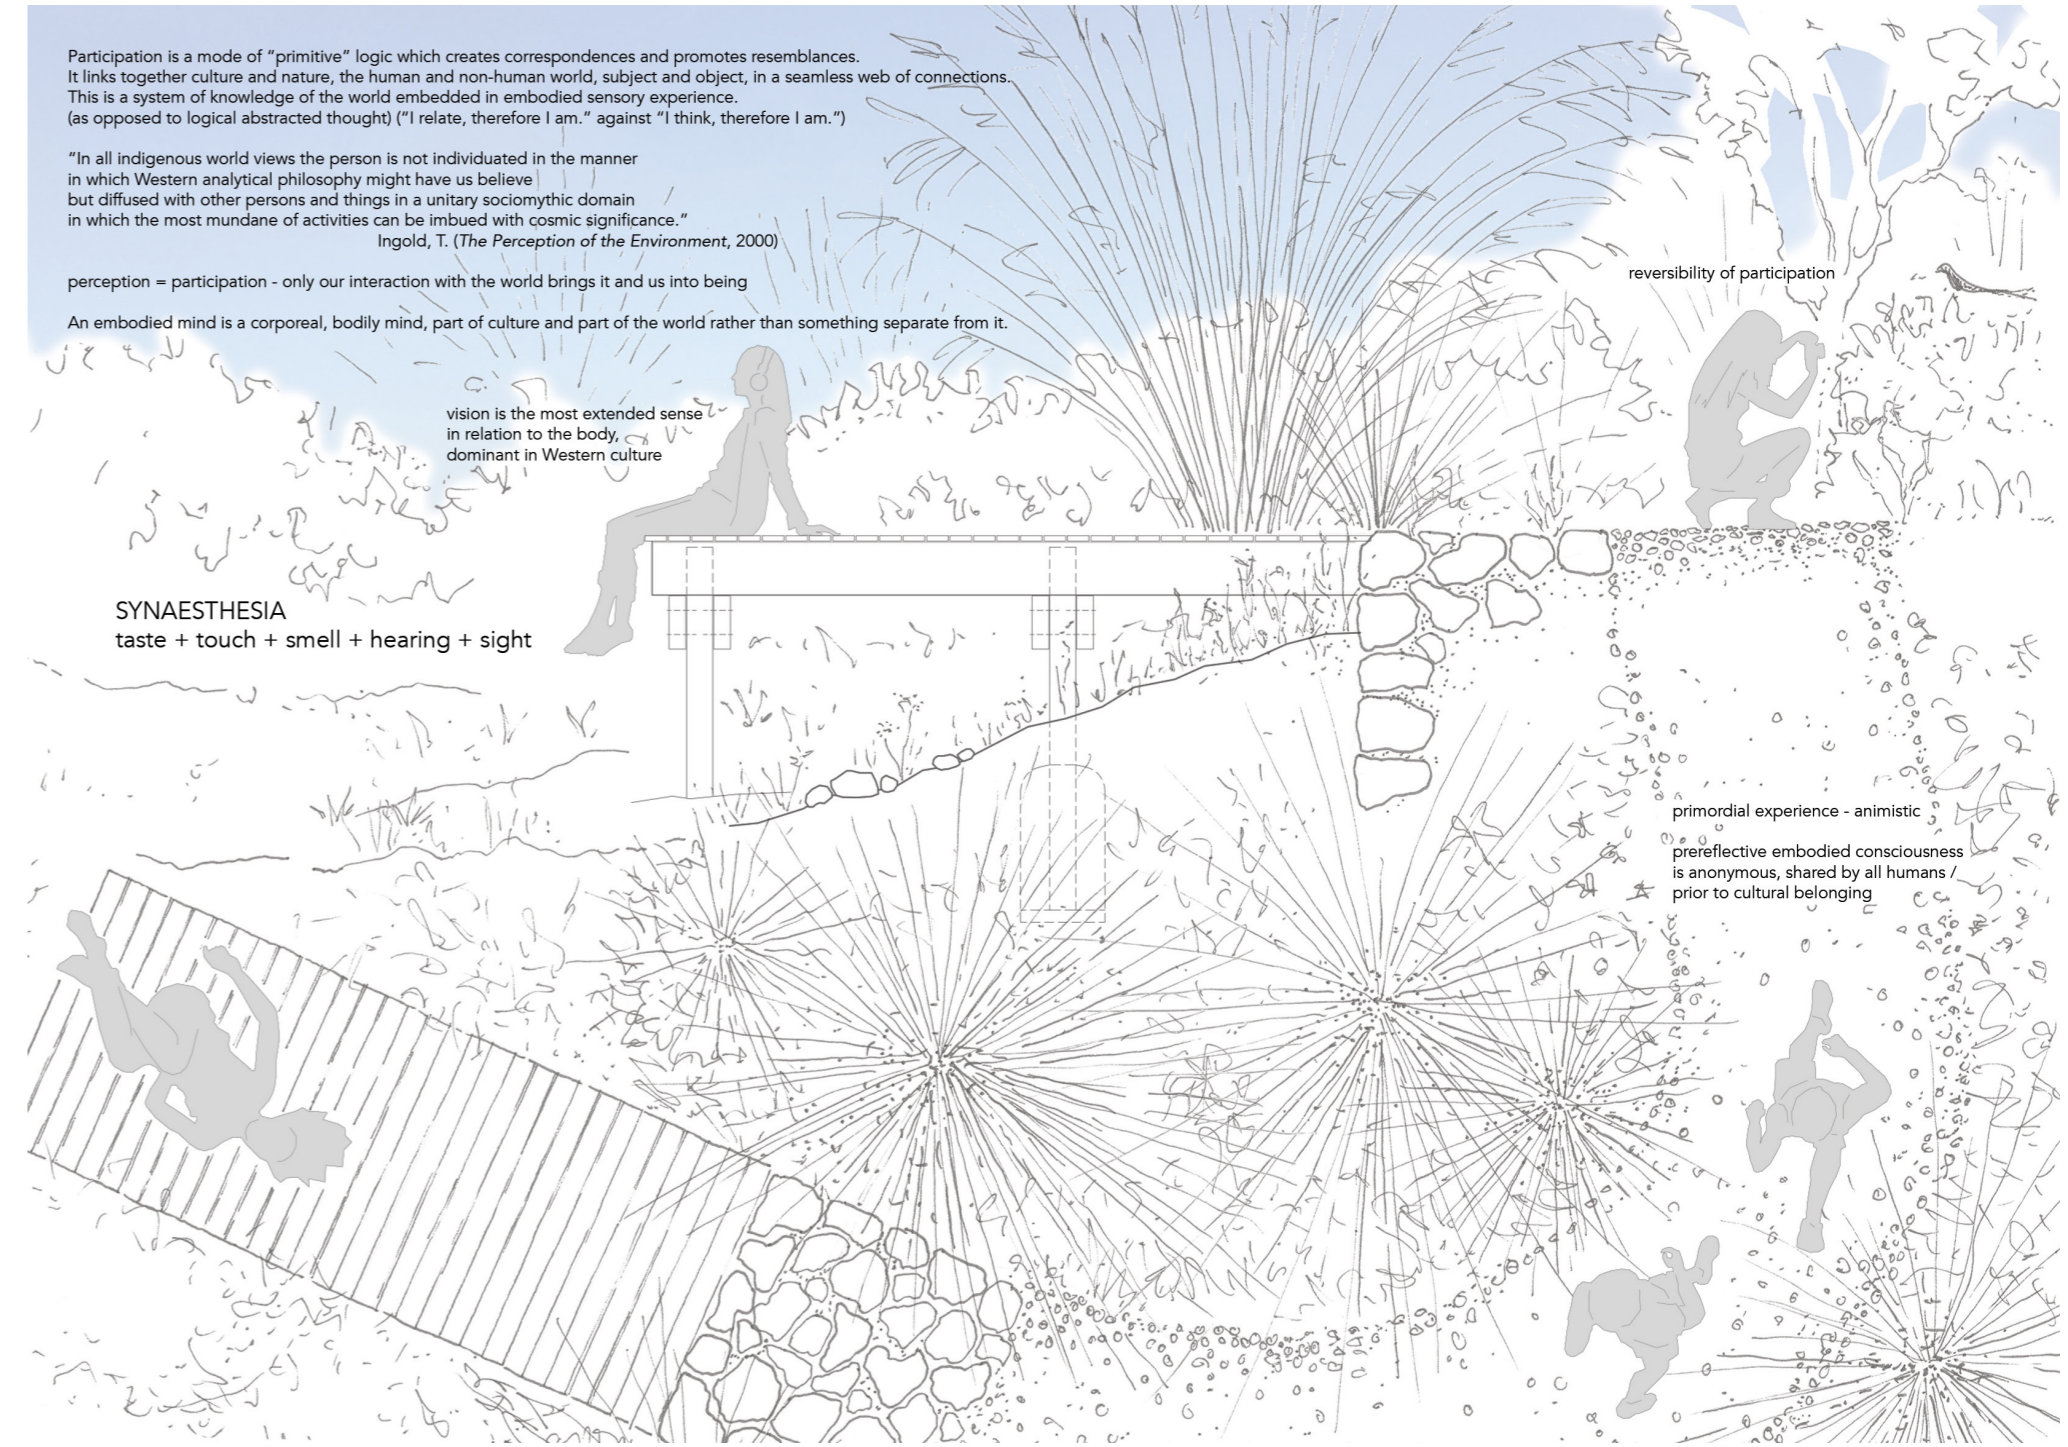 Participation is a mode of “primitive” logic which creates correspondences and promotes resemblances.
It links together culture and nature, the human and non-human world, subject and object, in a seamless web of connections.
This is a system of knowledge of the world embedded in embodied sensory experience.
(as opposed to logical abstracted thought) (“I relate, therefore I am.” against “I think, therefore I am.”)
“In all indigenous world views the person is not individuated in the manner
in which Western analytical philosophy might have us believe
but diffused with other persons and things in a unitary sociomythic domain
in which the most mundane of activities can be imbued with cosmic significance.”
Ingold, T. (The Perception of the Environment, 2000)
perception = participation - only our interaction with the world brings it and us into being
An embodied mind is a corporeal, bodily mind, part of culture and part of the world rather than something separate from it.
reversibility of participation
vision is the most extended sense
in relation to the body,
dominant in Western culture
SYNAESTHESIA
taste + touch + smell + hearing + sight
primordial experience - animistic
prereflective embodied consciousness
is anonymous, shared by all humans /
prior to cultural belonging